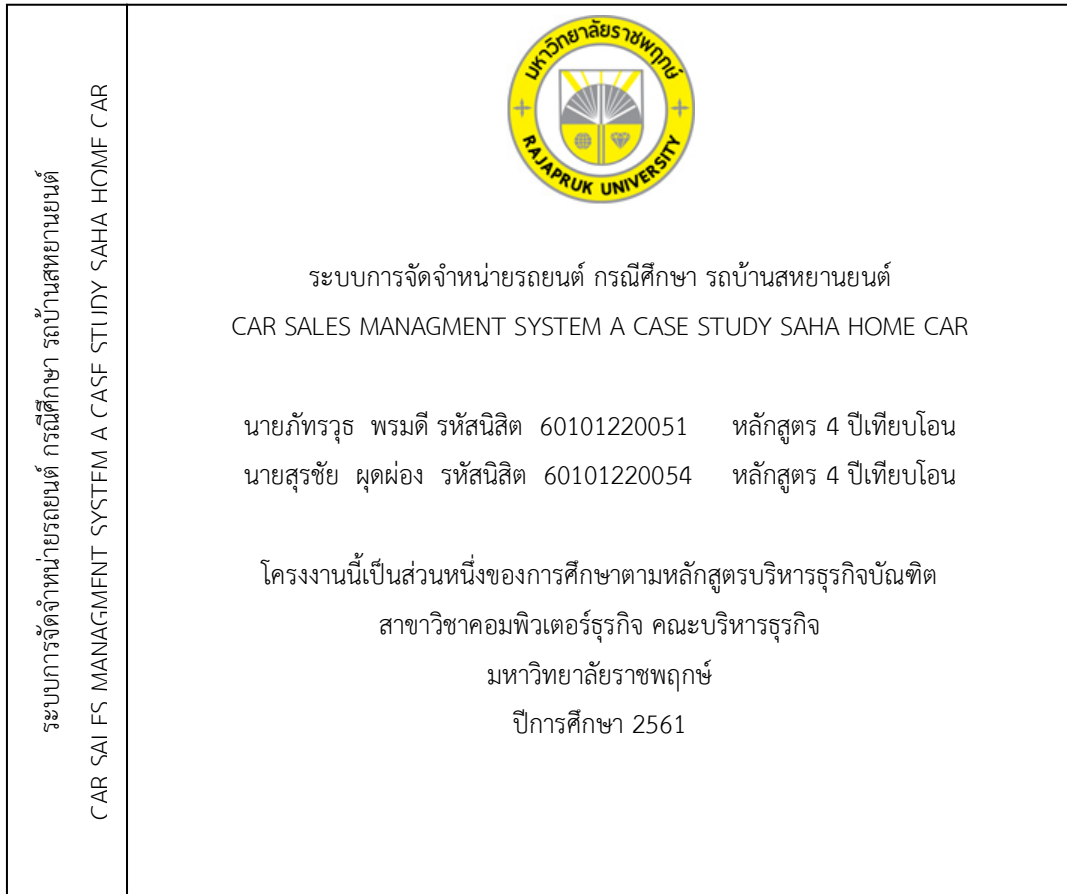 ระบบการจัดจำหน่ายรถยนต์ กรณีศึกษา รถบ้านสหยานยนต์
CAR SALES MANAGMENT SYSTEM A CASE STUDY SAHA HOME CAR
มหาวิทยาลัยราชพฤกษ์
RAJAPRUK UNIVERSITY
ระบบการจัดจำหน่ายรถยนต์ กรณีศึกษา รถบ้านสหยานยนต์
CAR SALES MANAGMENT SYSTEM A CASE STUDY SAHA HOME CAR
นายภัทรวุธ พรมดี รหัสนิสิต 60101220051 หลักสูตร 4 ปีเทียบโอน
นายสุรชัย ผุดผ่อง รหัสนิสิต 60101220054 หลักสูตร 4 ปีเทียบโอน
โครงงานนี้เป็นส่วนหนึ่งของการศึกษาตามหลักสูตรบริหารธุรกิจบัณฑิต
สาขาวิชาคอมพิวเตอร์ธุรกิจ คณะบริหารธุรกิจ
มหาวิทยาลัยราชพฤกษ์
ปีการศึกษา 2561